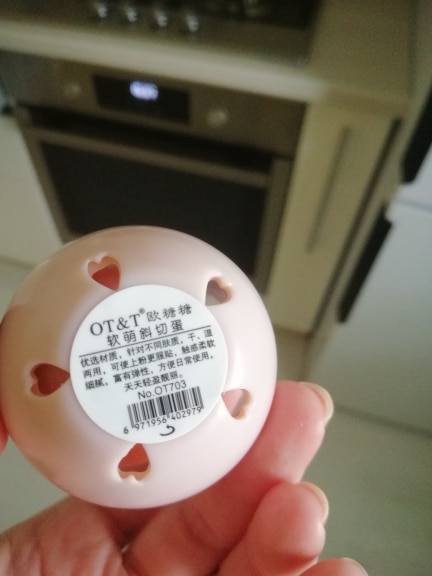 OT&T® 欧糖糖
软萌斜切蛋
优选材质，针对不同肤质，干、湿
两用，可使上粉更服贴，触感柔软
细腻，富有弹性，方便日常使用，
天天轻盈靓丽。
No.OT703
6 971956 402979